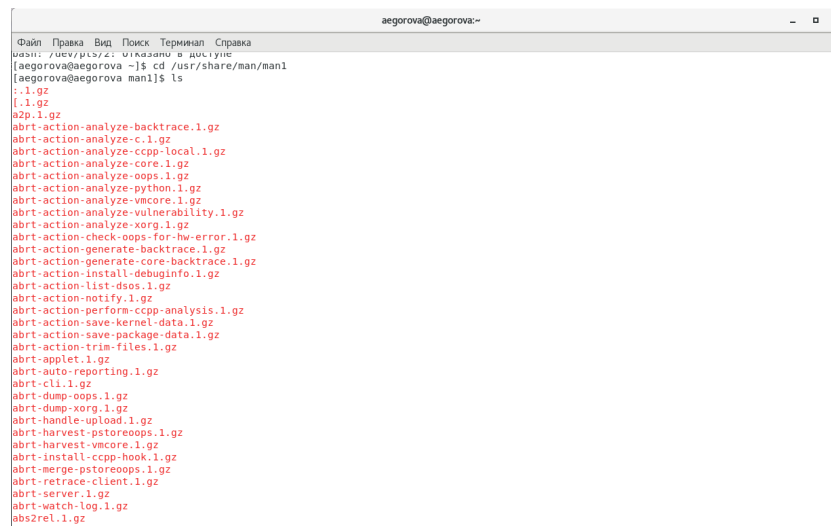 aegorova@aegorova:~
Файл Правка Вид Поиск Терминал Справка
bash: /dev/pts/2: Отказано в доступе
[aegorova@aegorova ~]$ cd /usr/share/man/man1
[aegorova@aegorova man1]$ ls
:.1.gz
[.1.gz
a2p.1.gz
abrt-action-analyze-backtrace.1.gz
abrt-action-analyze-c.1.gz
abrt-action-analyze-ccpp-local.1.gz
abrt-action-analyze-core.1.gz
abrt-action-analyze-oops.1.gz
abrt-action-analyze-python.1.gz
abrt-action-analyze-vmcore.1.gz
abrt-action-analyze-vulnerability.1.gz
abrt-action-analyze-xorg.1.gz
abrt-action-check-oops-for-hw-error.1.gz
abrt-action-generate-backtrace.1.gz
abrt-action-generate-core-backtrace.1.gz
abrt-action-install-debuginfo.1.gz
abrt-action-list-dsos.1.gz
abrt-action-notify.1.gz
abrt-action-perform-ccpp-analysis.1.gz
abrt-action-save-kernel-data.1.gz
abrt-action-save-package-data.1.gz
abrt-action-trim-files.1.gz
abrt-applet.1.gz
abrt-auto-reporting.1.gz
abrt-cli.1.gz
abrt-dump-oops.1.gz
abrt-dump-xorg.1.gz
abrt-handle-upload.1.gz
abrt-harvest-pstoreoops.1.gz
abrt-harvest-vmcore.1.gz
abrt-install-ccpp-hook.1.gz
abrt-merge-pstoreoops.1.gz
abrt-retrace-client.1.gz
abrt-server.1.gz
abrt-watch-log.1.gz
abs2rel.1.gz